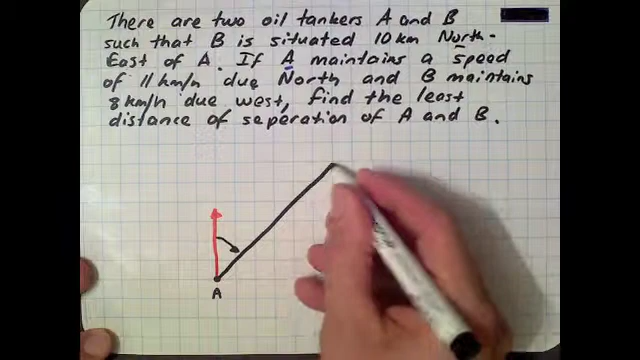 There are two oil tankers A and B
such that B is situated 10 km North-
East of A. If A maintains a speed
of 11 km/h due North and B maintains
8 km/h due west, find the least
distance of seperation of A and B.
A